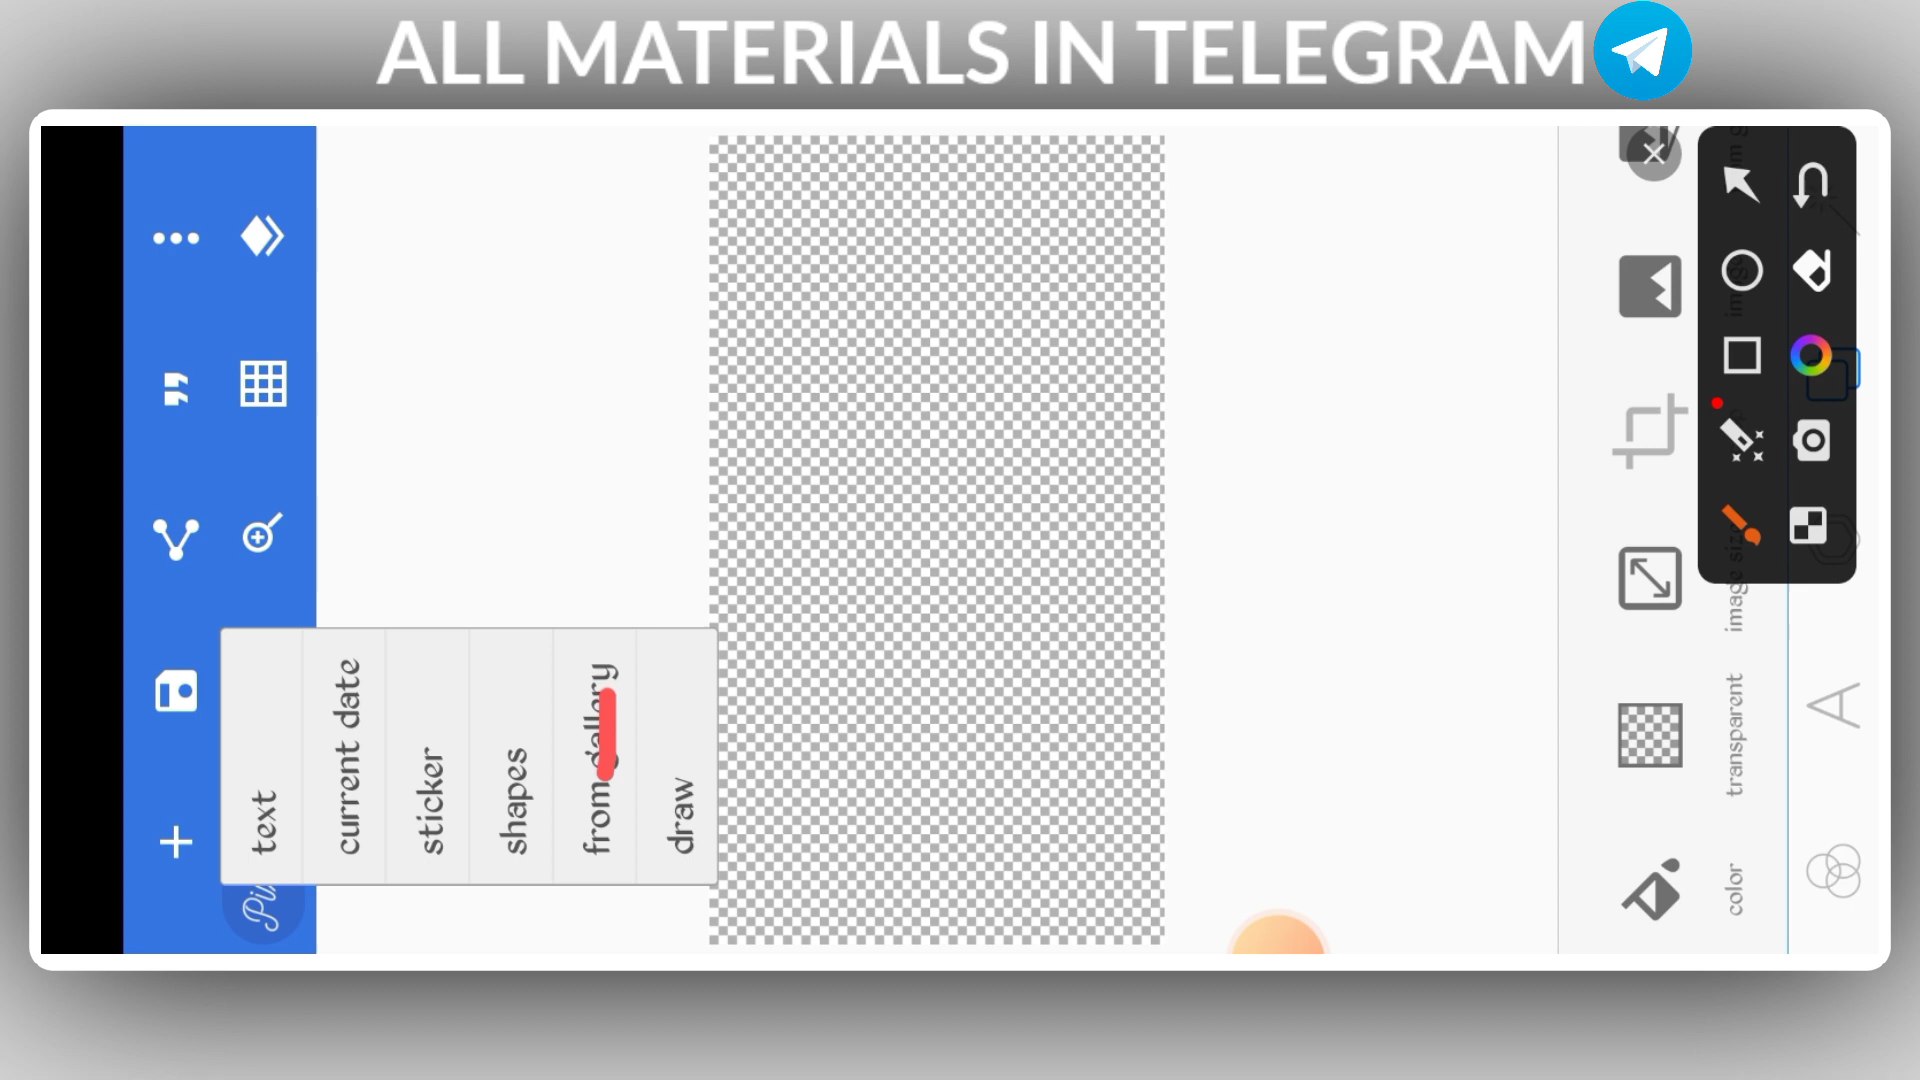 ALL MATERIALS IN TELEGRAM
text
current date
sticker
shapes
from gallery
draw
image size
transparent
color